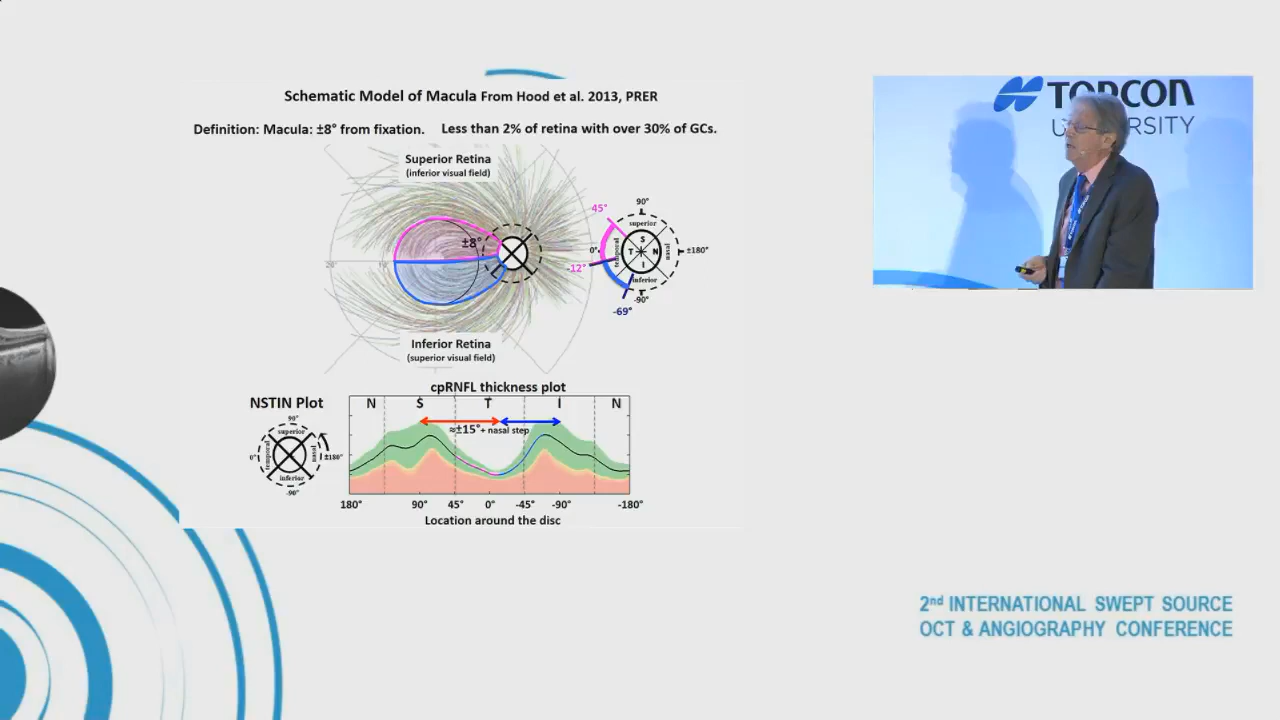 Schematic Model of Macula From Hood et al. 2013, PRER
Definition: Macula: ±8° from fixation. Less than 2% of retina with over 30% of GCs.
Superior Retina
(inferior visual field)
±8°
Inferior Retina
(superior visual field)
90°
45°
superior
0°
temporal
S
T
N
I
nasal
±180°
-12°
inferior
-90°
-69°
cpRNFL thickness plot
NSTIN Plot
90°
superior
0°
temporal
nasal
±180°
inferior
-90°
N S T I N
≈±15° + nasal step
180° 90° 45° 0° -45° -90° -180°
Location around the disc
TOPCON
UNIVERSITY
2nd INTERNATIONAL SWEPT SOURCE
OCT & ANGIOGRAPHY CONFERENCE